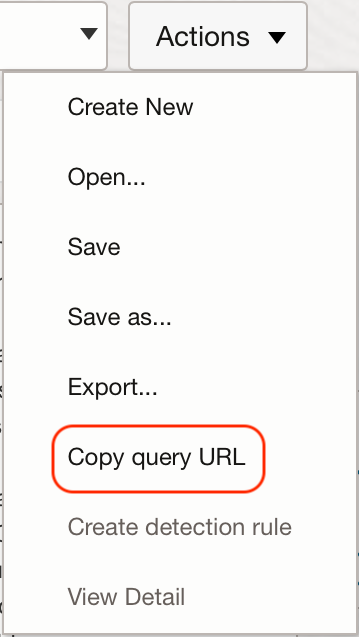 Actions
Create New
Open...
Save
Save as...
Export...
Copy query URL
Create detection rule
View Detail